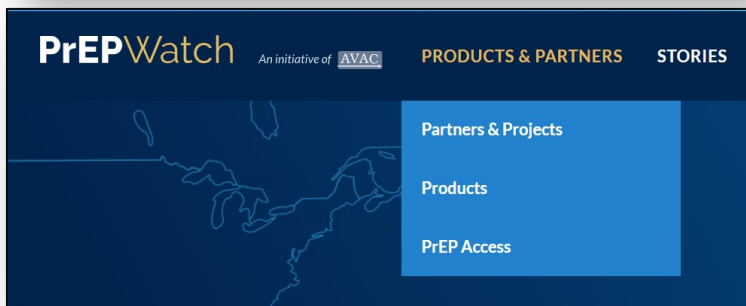 PrEPWatch An initiative of AVAC PRODUCTS & PARTNERS STORIES
Partners & Projects
Products
PrEP Access